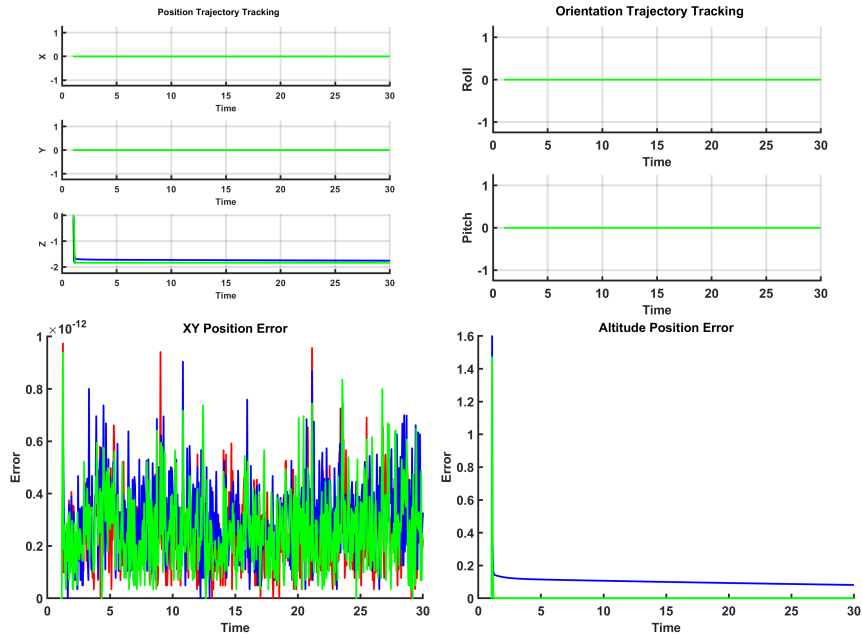 Position Trajectory Tracking
1
0
-1
X
0 5 10 15 20 25 30
Time
1
0
-1
Y
0 5 10 15 20 25 30
Time
0
-1
-2
Z
0 5 10 15 20 25 30
Time
Orientation Trajectory Tracking
1
0
-1
Roll
0 5 10 15 20 25 30
Time
1
0
-1
Pitch
0 5 10 15 20 25 30
Time
×10-12
XY Position Error
1
0.8
0.6
0.4
0.2
0
Error
0 5 10 15 20 25 30
Time
Altitude Position Error
1.6
1.4
1.2
1
0.8
0.6
0.4
0.2
0
Error
5 10 15 20 25 30
Time